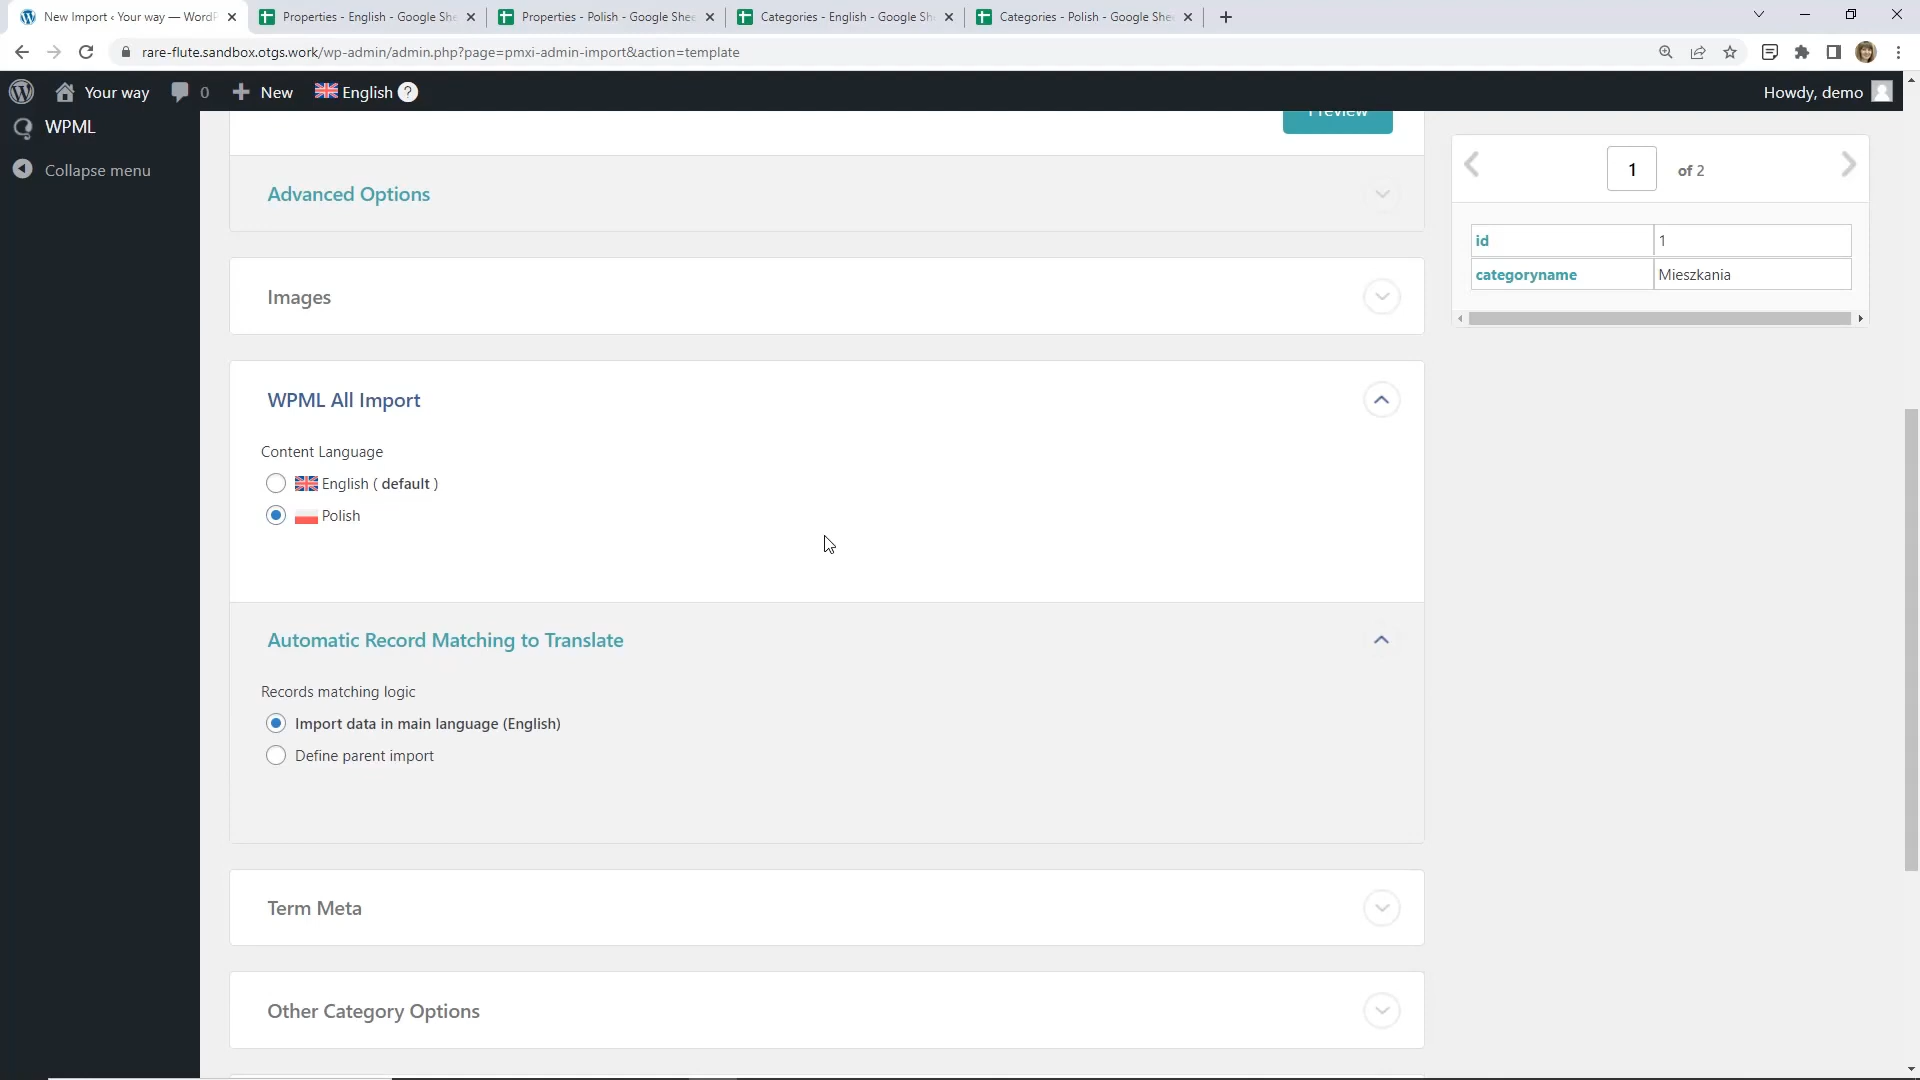 New Import ‹ Your way — WordP
Properties - English - Google She
Properties - Polish - Google Shee
Categories - English - Google Sh
Categories - Polish - Google Shee
rare-flute.sandbox.otgs.work/wp-admin/admin.php?page=pmxi-admin-import&action=template
Your way
0
New
English
?
Howdy, demo
WPML
Collapse menu
Preview
Advanced Options
Images
WPML All Import
Content Language
English ( default )
Polish
Automatic Record Matching to Translate
Records matching logic
Import data in main language (English)
Define parent import
Term Meta
Other Category Options
1 of 2
id 1
categoryname Mieszkania